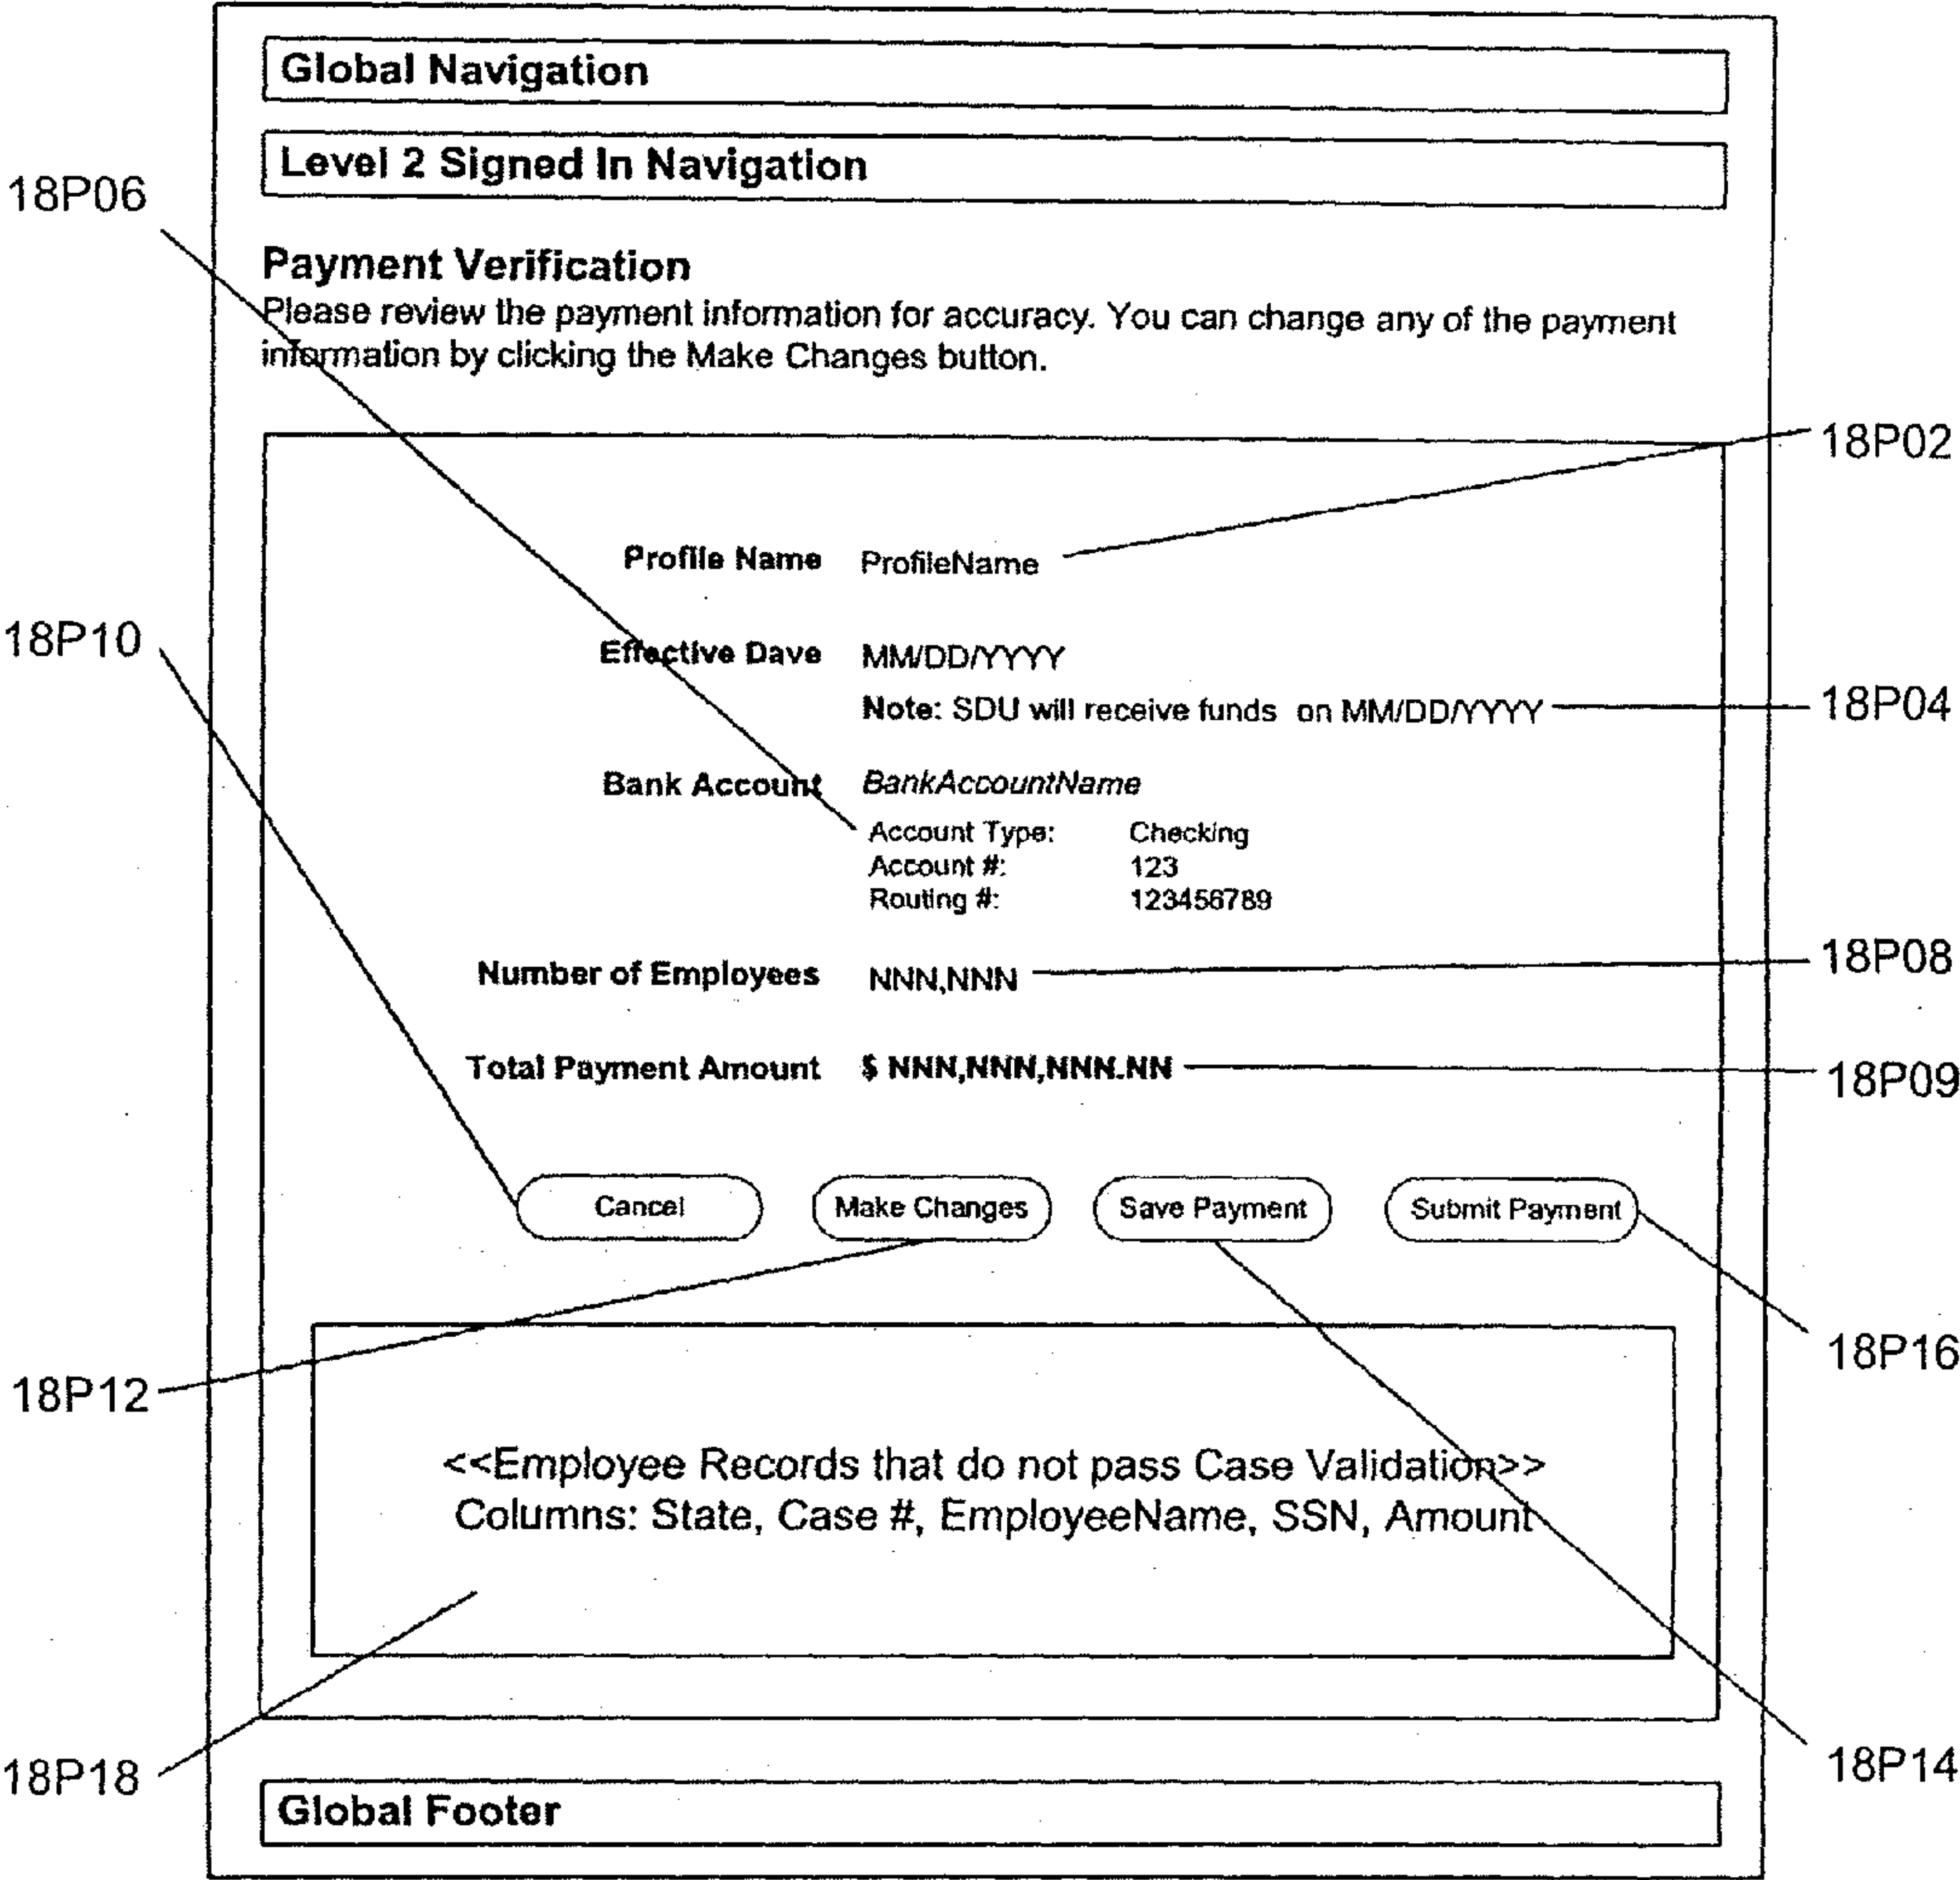 Global Navigation
Level 2 Signed In Navigation
18P06
Payment Verification
Please review the payment information for accuracy. You can change any of the payment
information by clicking the Make Changes button.
18P02
Profile Name ProfileName
18P10
Effective Dave MM/DD/YYYY
Note: SDU will receive funds on MM/DD/YYYY
18P04
Bank Account BankAccountName
Account Type: Checking
Account #: 123
Routing #: 123456789
Number of Employees NNN,NNN
18P08
Total Payment Amount $ NNN,NNN,NNN.NN
18P09
Cancel Make Changes Save Payment Submit Payment
18P16
18P12
<<Employee Records that do not pass Case Validation>>
Columns: State, Case #, EmployeeName, SSN, Amount
18P18
18P14
Global Footer